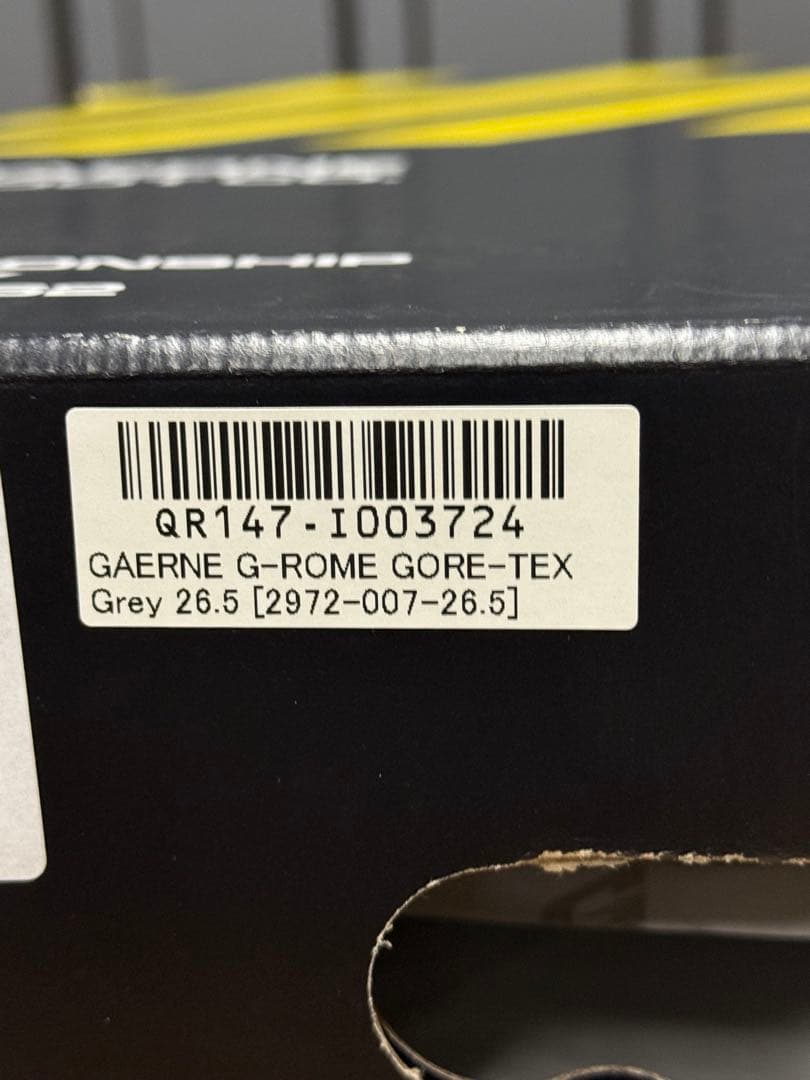 QR147-I003724
GAERNE G-ROME GORE-TEX
Grey 26.5 [2972-007-26.5]